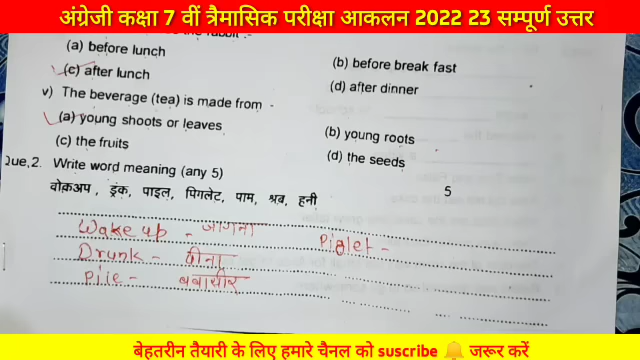 अंग्रेजी कक्षा 7 वीं त्रैमासिक परीक्षा आकलन 2022 23 सम्पूर्ण उत्तर
(a) before lunch
(b) before break fast
(c) after lunch
(d) after dinner
v) The beverage (tea) is made from -
(a) young shoots or leaves
(b) young roots
(c) the fruits
(d) the seeds
Que.2. Write word meaning (any 5) 5
वोकअप , ड्रंक, पाइल, पिगलेट, पाम, श्रब, हनी
Wake up - जागना
Piglet -
Drunk - पीना
Pile - बवासीर
बेहतरीन तैयारी के लिए हमारे चैनल को suscribe 🔔 जरूर करें